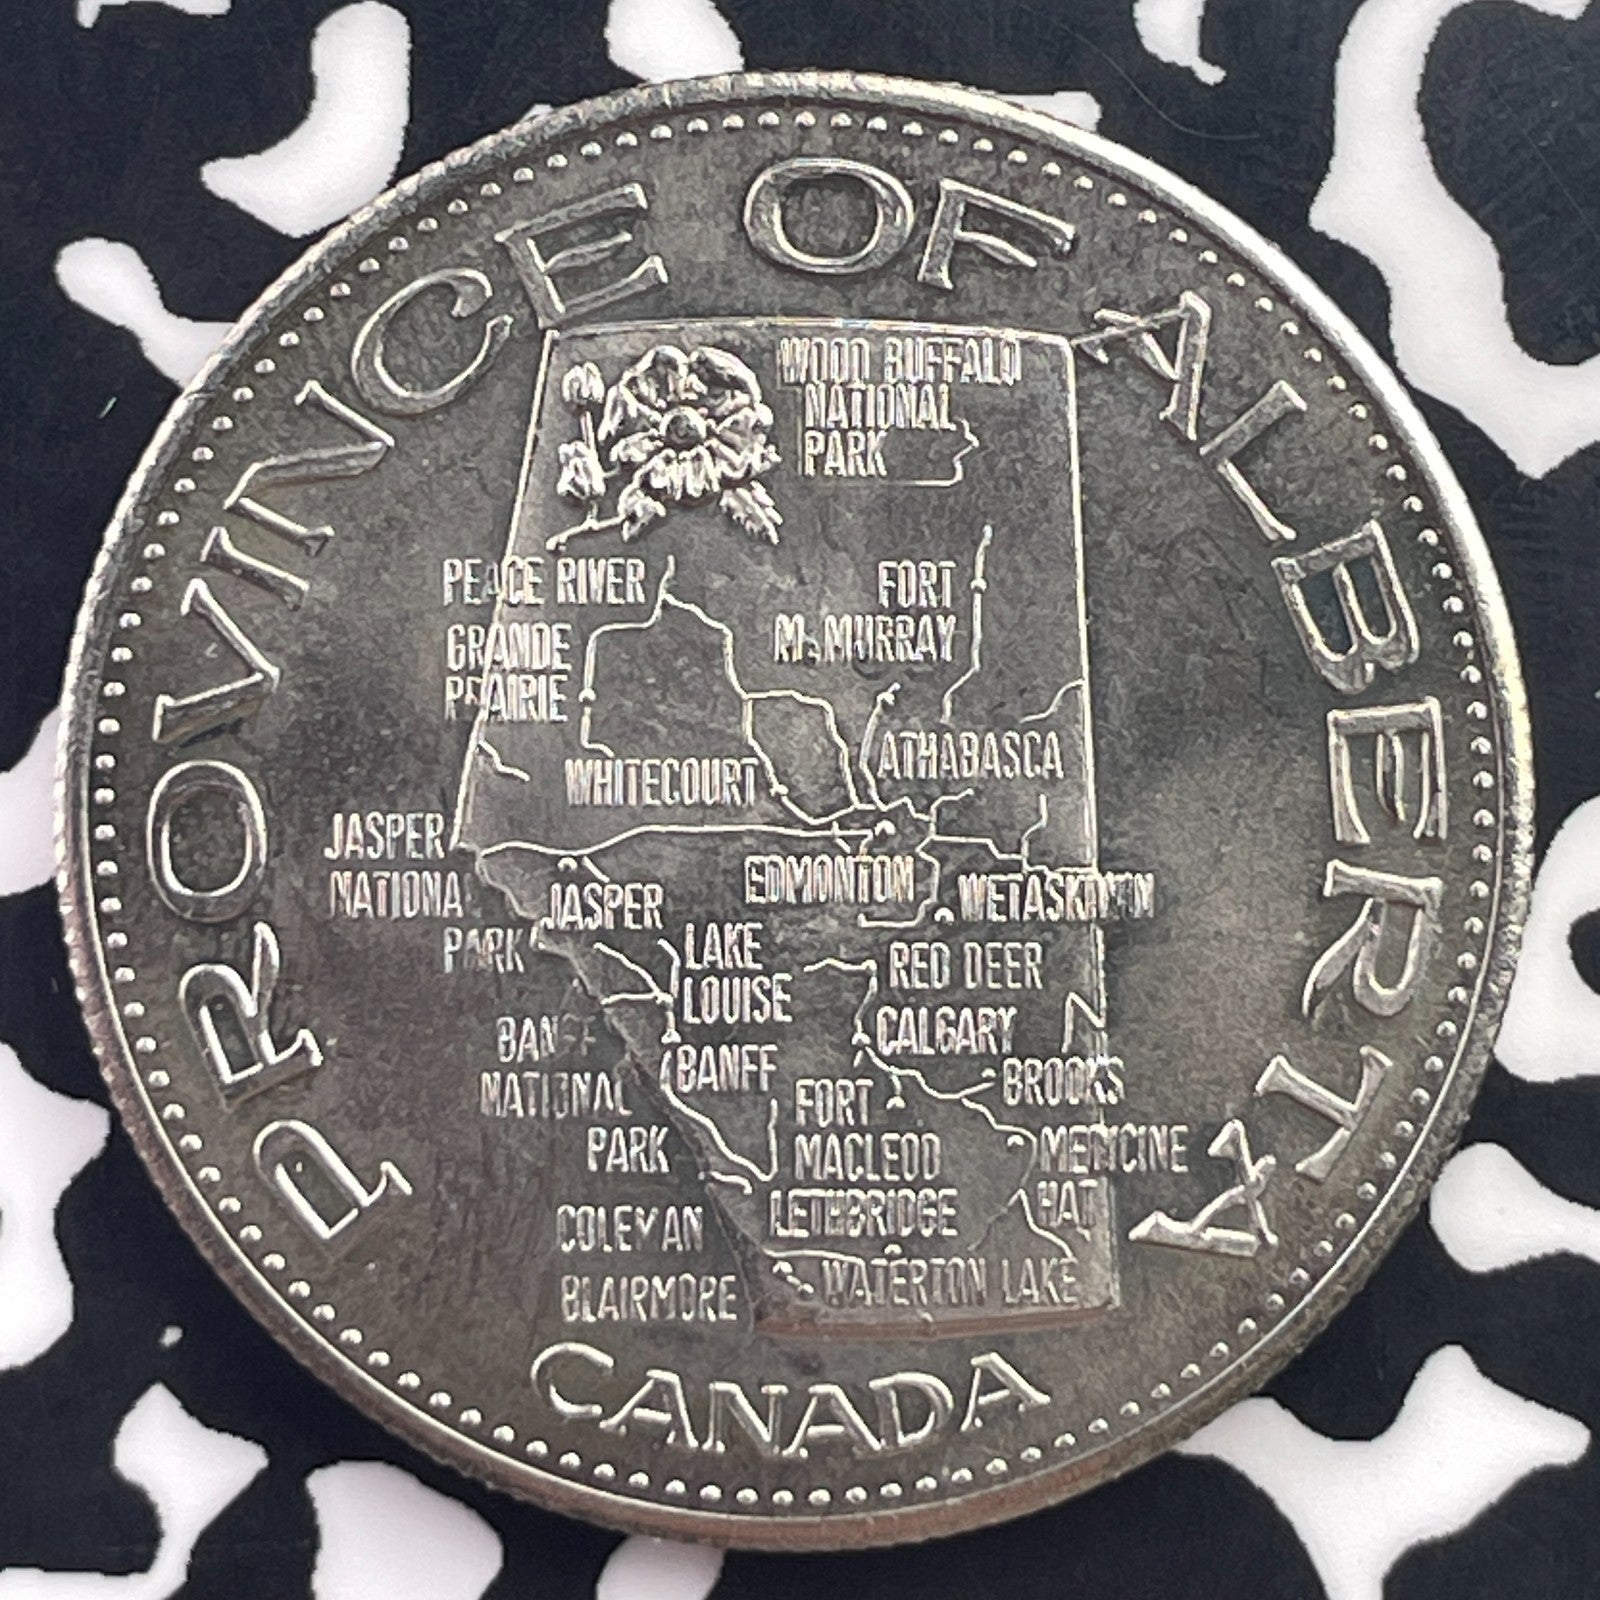 PROVINCE OF ALBERTA
WOOD BUFFALO
NATIONAL
PARK
PEACE RIVER
FORT
McMURRAY
GRANDE
PRAIRIE
ATHABASCA
WHITECOURT
JASPER
NATIONAL
PARK
JASPER
EDMONTON
WETASKIWIN
LAKE
LOUISE
RED DEER
CALGARY
BANFF
NATIONAL
PARK
BANFF
BROOKS
FORT
MACLEOD
MEDICINE
HAT
LETHBRIDGE
COLEMAN
BLAIRMORE
WATERTON LAKE
CANADA